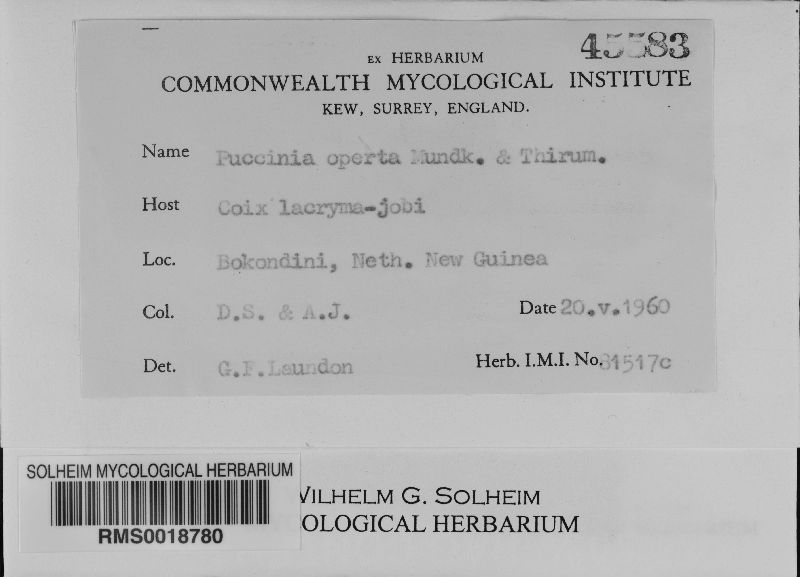 45583
EX HERBARIUM
COMMONWEALTH MYCOLOGICAL INSTITUTE
KEW, SURREY, ENGLAND.
Name Puccinia operta Mundk. & Thirum.
Host Coix lacryma-jobi
Loc. Bokondini, Neth. New Guinea
Col. D.S. & A.J. Date 20.v.1960
Det. G.F.Laundon Herb. I.M.I. No. 81517c
SOLHEIM MYCOLOGICAL HERBARIUM
RMS0018780
WILHELM G. SOLHEIM
OLOGICAL HERBARIUM